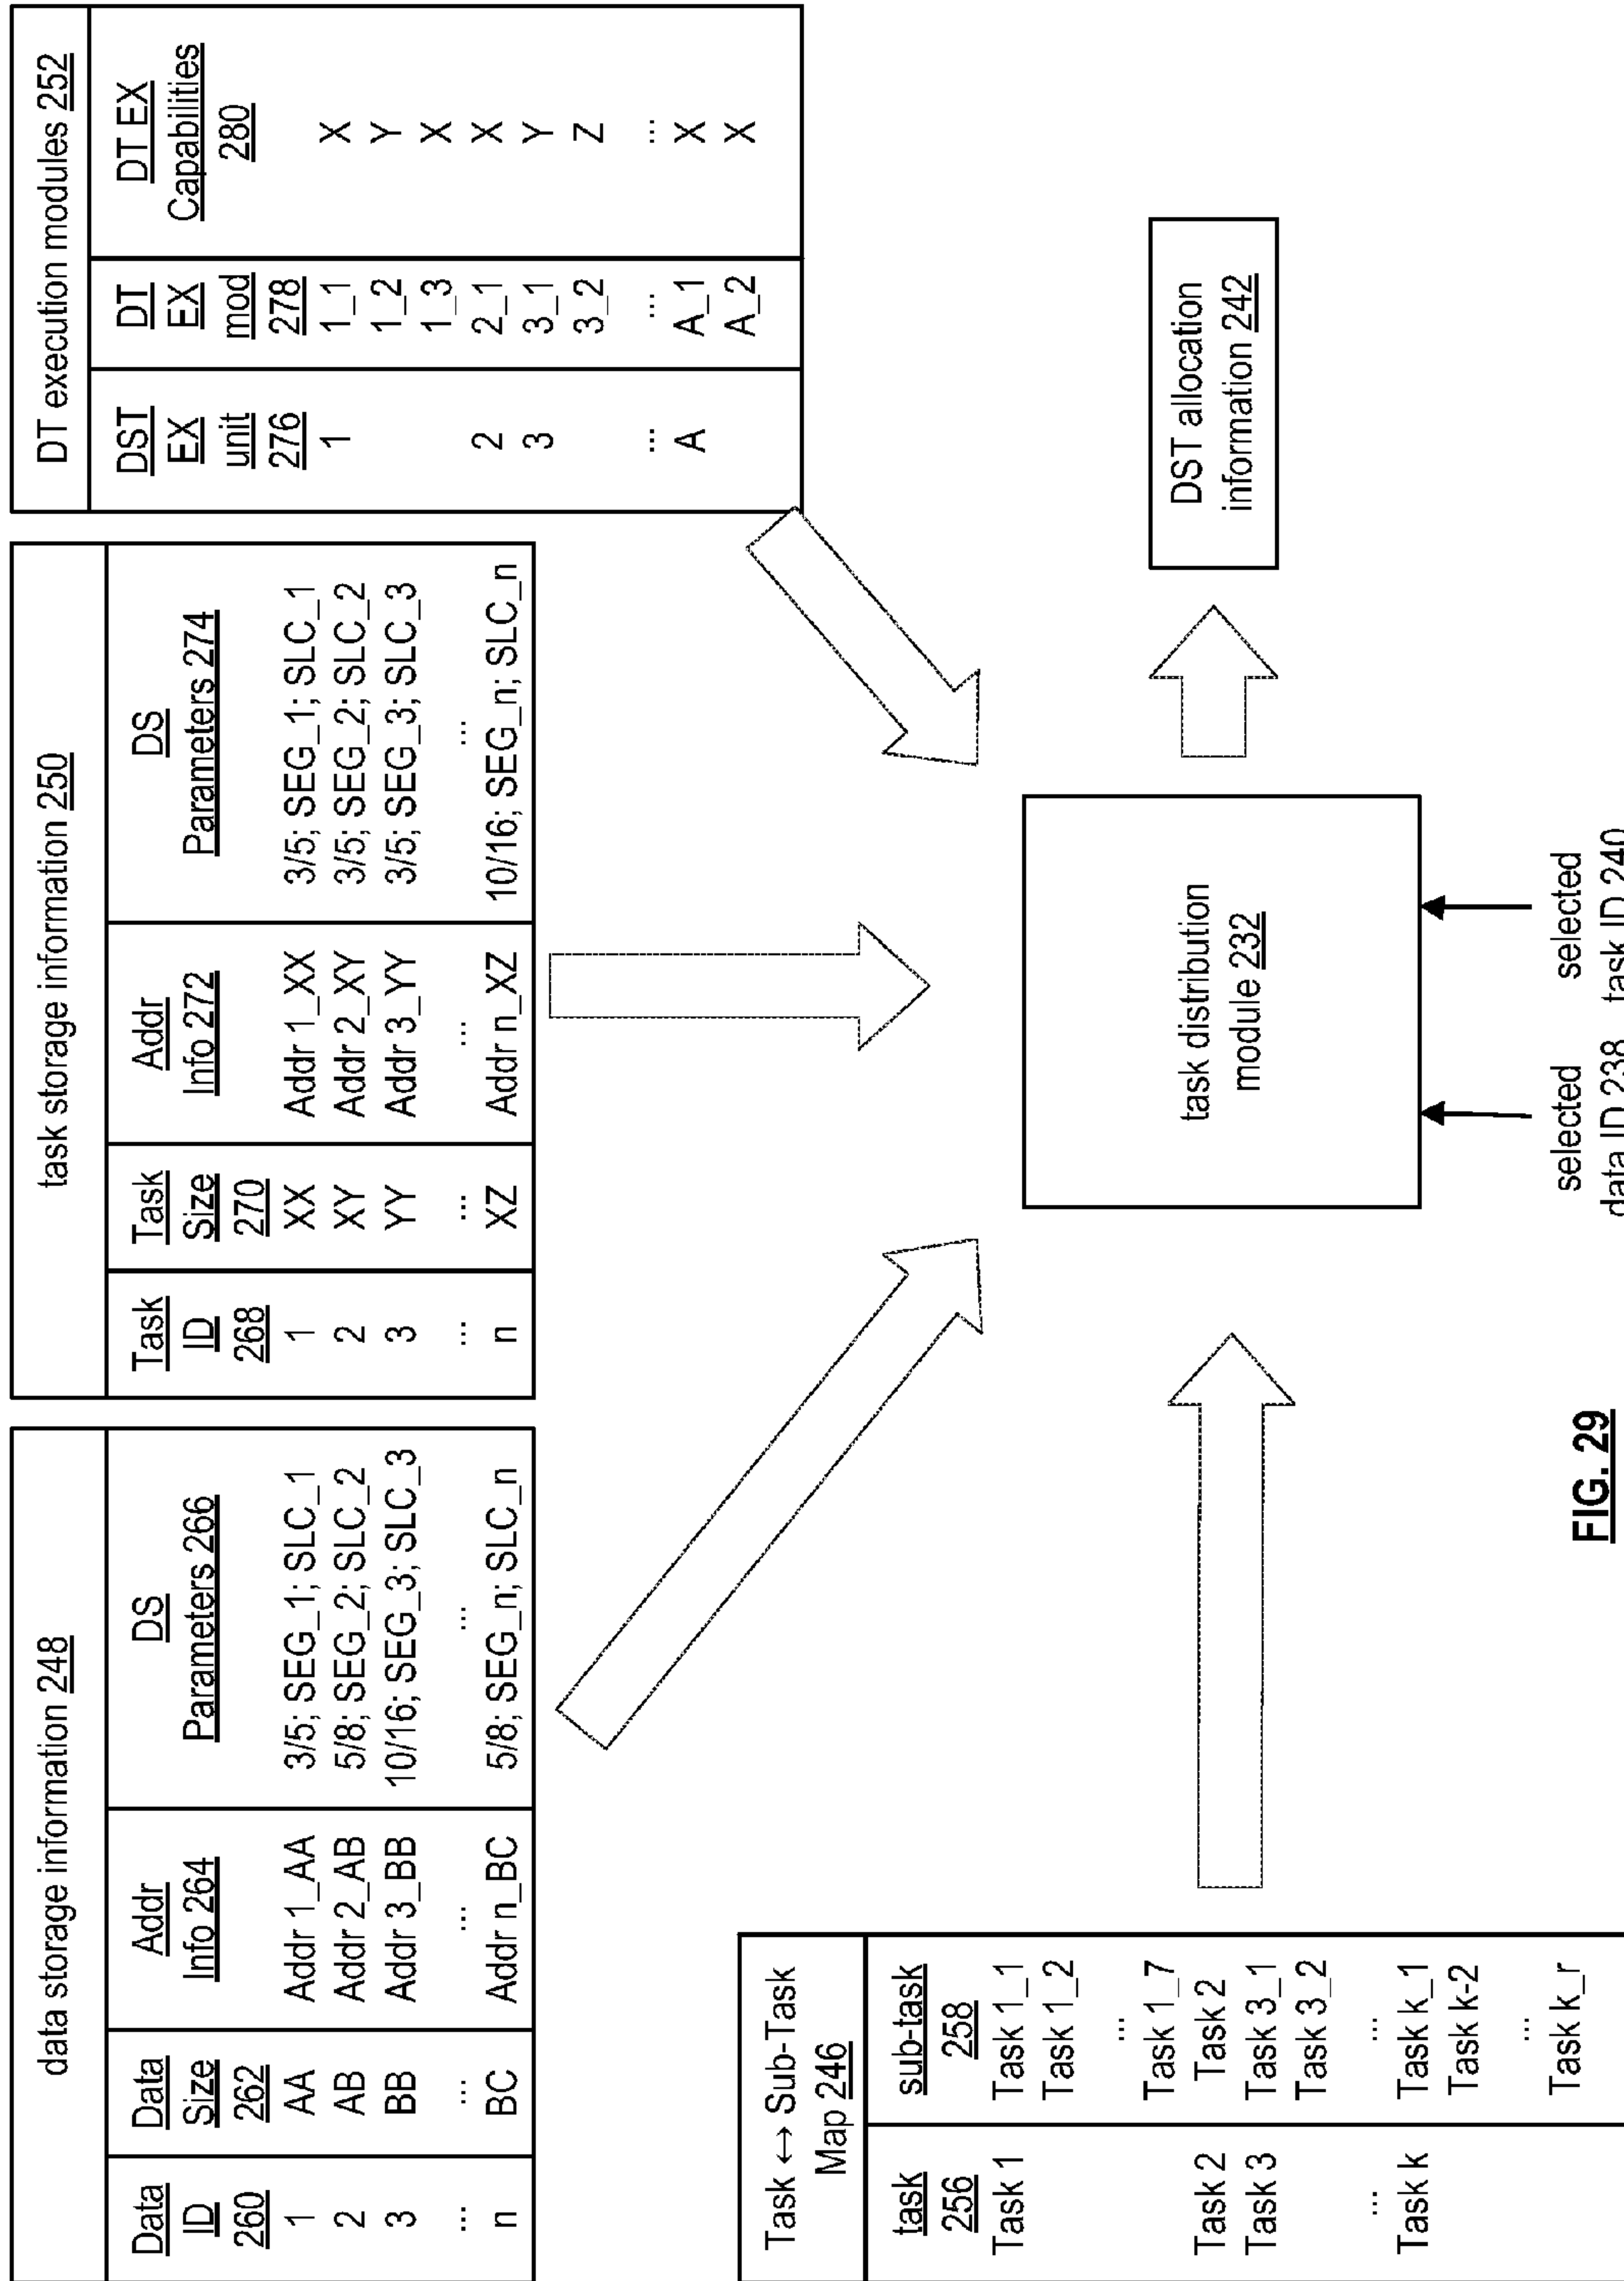 data storage information 248
Data ID 260 Data Size 262 Addr Info 264 DS Parameters 266
1 AA Addr 1_AA 3/5; SEG_1; SLC_1
2 AB Addr 2_AB 5/8; SEG_2; SLC_2
3 BB Addr 3_BB 10/16; SEG_3; SLC_3
... ... ... ...
n BC Addr n_BC 5/8; SEG_n; SLC_n
task storage information 250
Task ID 268 Task Size 270 Addr Info 272 DS Parameters 274
1 XX Addr 1_XX 3/5; SEG_1; SLC_1
2 XY Addr 2_XY 3/5; SEG_2; SLC_2
3 YY Addr 3_YY 3/5; SEG_3; SLC_3
... ... ... ...
n XZ Addr n_XZ 10/16; SEG_n; SLC_n
DT execution modules 252
DST EX unit 276 DT EX mod 278 DT EX Capabilities 280
1 1_1 X
1_2 Y
1_3 X
2 2_1 X
3 3_1 Y
3_2 Z
... ... ...
A A_1 X
A_2 X
Task ↔ Sub-Task
Map 246
task 256 sub-task 258
Task 1 Task 1_1
Task 1_2
...
Task 1_7
Task 2 Task 2
Task 3 Task 3_1
Task 3_2
... ...
Task k Task k_1
Task k-2
...
Task k_r
task distribution
module 232
DST allocation
information 242
selected
data ID 238
selected
task ID 240
FIG. 29